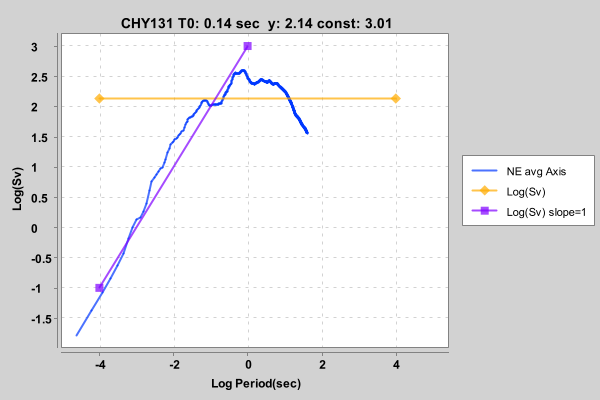 CHY131 T0: 0.14 sec  y: 2.14 const: 3.01
3
2.5
2
1.5
1
0.5
0
-0.5
-1
-1.5
Log(Sv)
-4 -2 0 2 4
Log Period(sec)
NE avg Axis
Log(Sv)
Log(Sv) slope=1